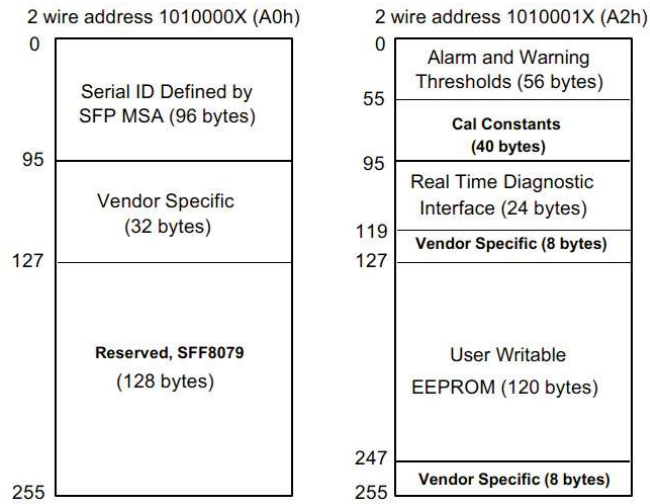 2 wire address 1010000X (A0h)
0
Serial ID Defined by
SFP MSA (96 bytes)
95
Vendor Specific
(32 bytes)
127
Reserved, SFF8079
(128 bytes)
255
2 wire address 1010001X (A2h)
0
Alarm and Warning
Thresholds (56 bytes)
55
Cal Constants
(40 bytes)
95
Real Time Diagnostic
Interface (24 bytes)
119
Vendor Specific (8 bytes)
127
User Writable
EEPROM (120 bytes)
247
Vendor Specific (8 bytes)
255